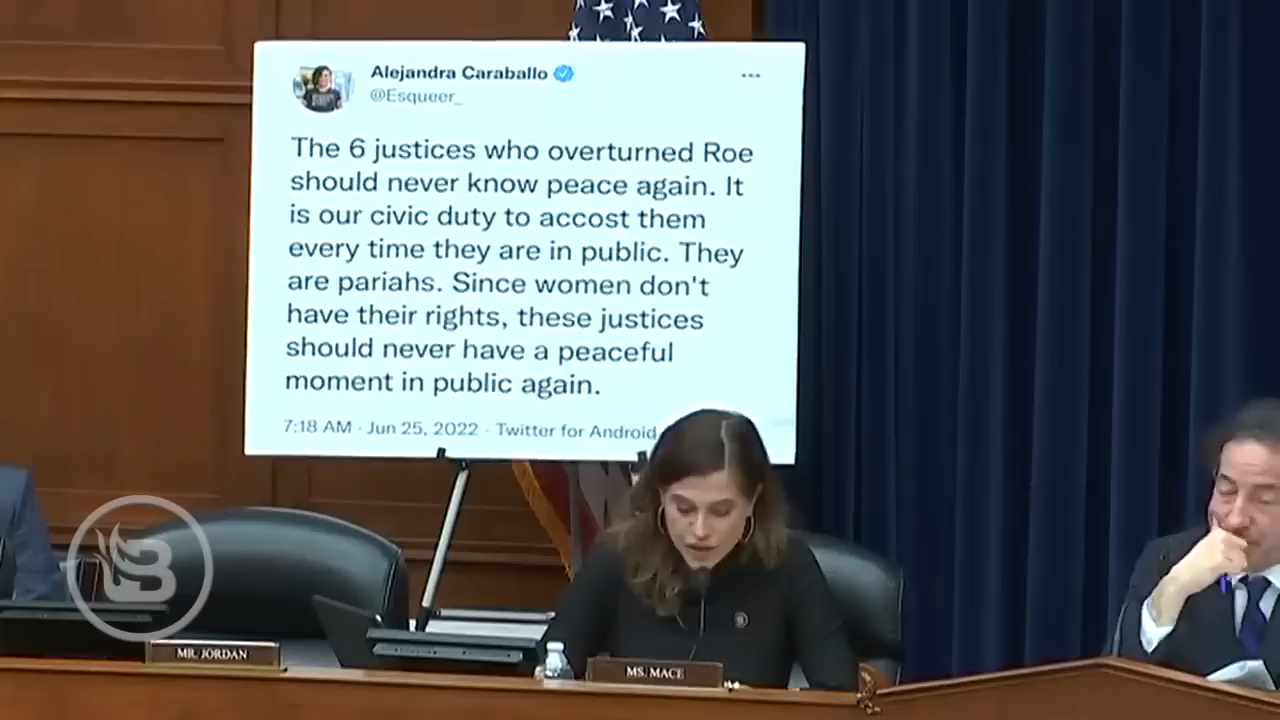 Alejandra Caraballo
@Esqueer_
The 6 justices who overturned Roe
should never know peace again. It
is our civic duty to accost them
every time they are in public. They
are pariahs. Since women don't
have their rights, these justices
should never have a peaceful
moment in public again.
7:18 AM · Jun 25, 2022 · Twitter for Android
B
MR. JORDAN
MS. MACE